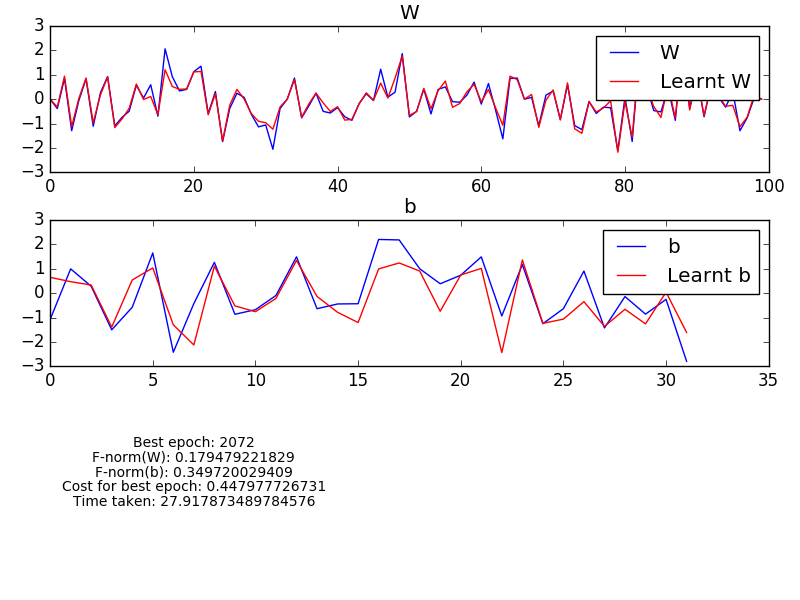 W
3
2
1
0
−1
−2
−3
W
Learnt W
0 20 40 60 80 100
b
3
2
1
0
−1
−2
−3
b
Learnt b
0 5 10 15 20 25 30 35
Best epoch: 2072
F-norm(W): 0.179479221829
F-norm(b): 0.349720029409
Cost for best epoch: 0.447977726731
Time taken: 27.917873489784576